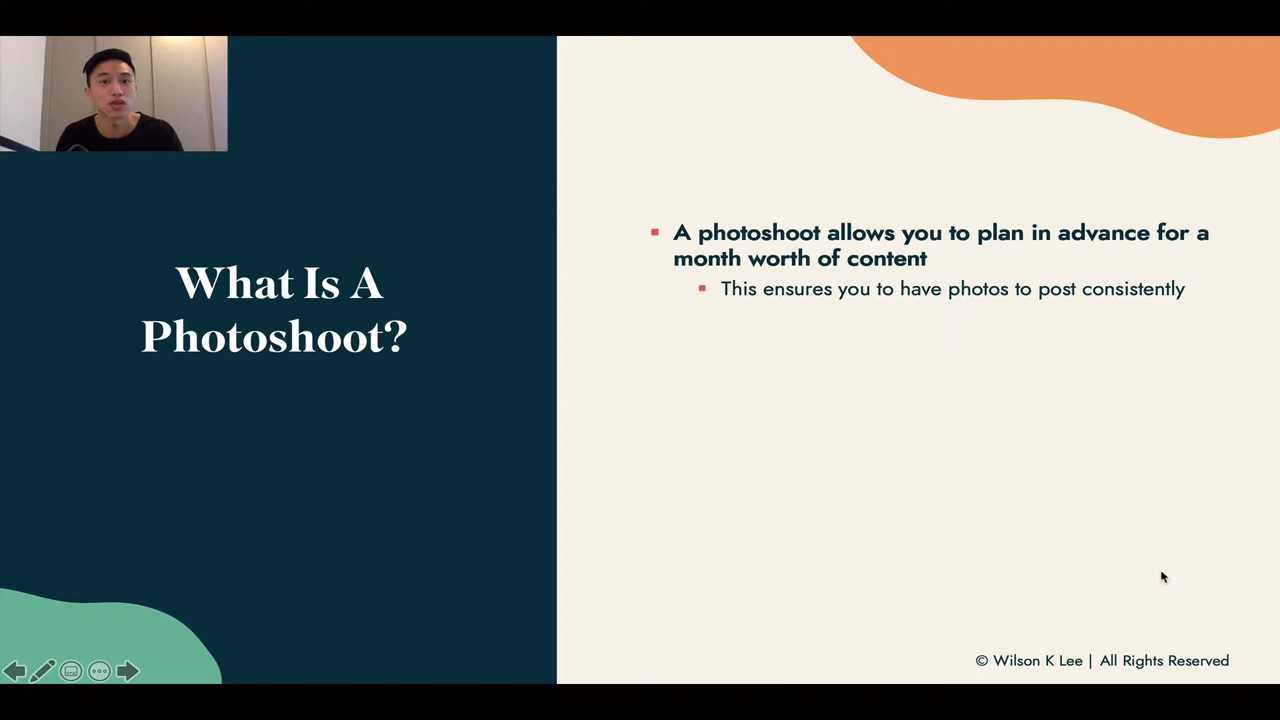 What Is A
Photoshoot?
A photoshoot allows you to plan in advance for a
month worth of content
This ensures you to have photos to post consistently
© Wilson K Lee | All Rights Reserved